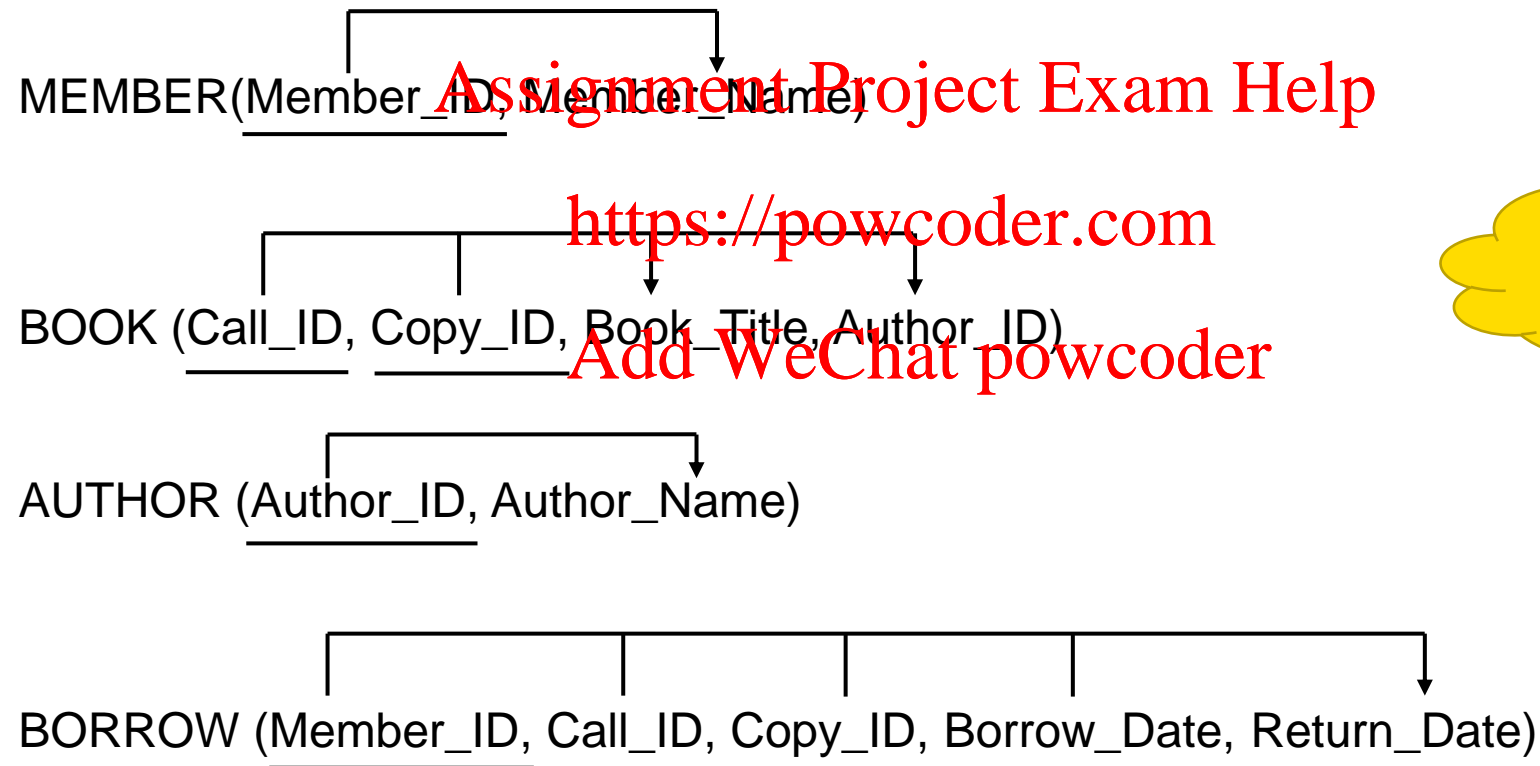 MEMBER(Member_ID, Member_Name)
Assignment Project Exam Help
https://powcoder.com
BOOK (Call_ID, Copy_ID, Book_Title, Author_ID)
Add WeChat powcoder
AUTHOR (Author_ID, Author_Name)
BORROW (Member_ID, Call_ID, Copy_ID, Borrow_Date, Return_Date)